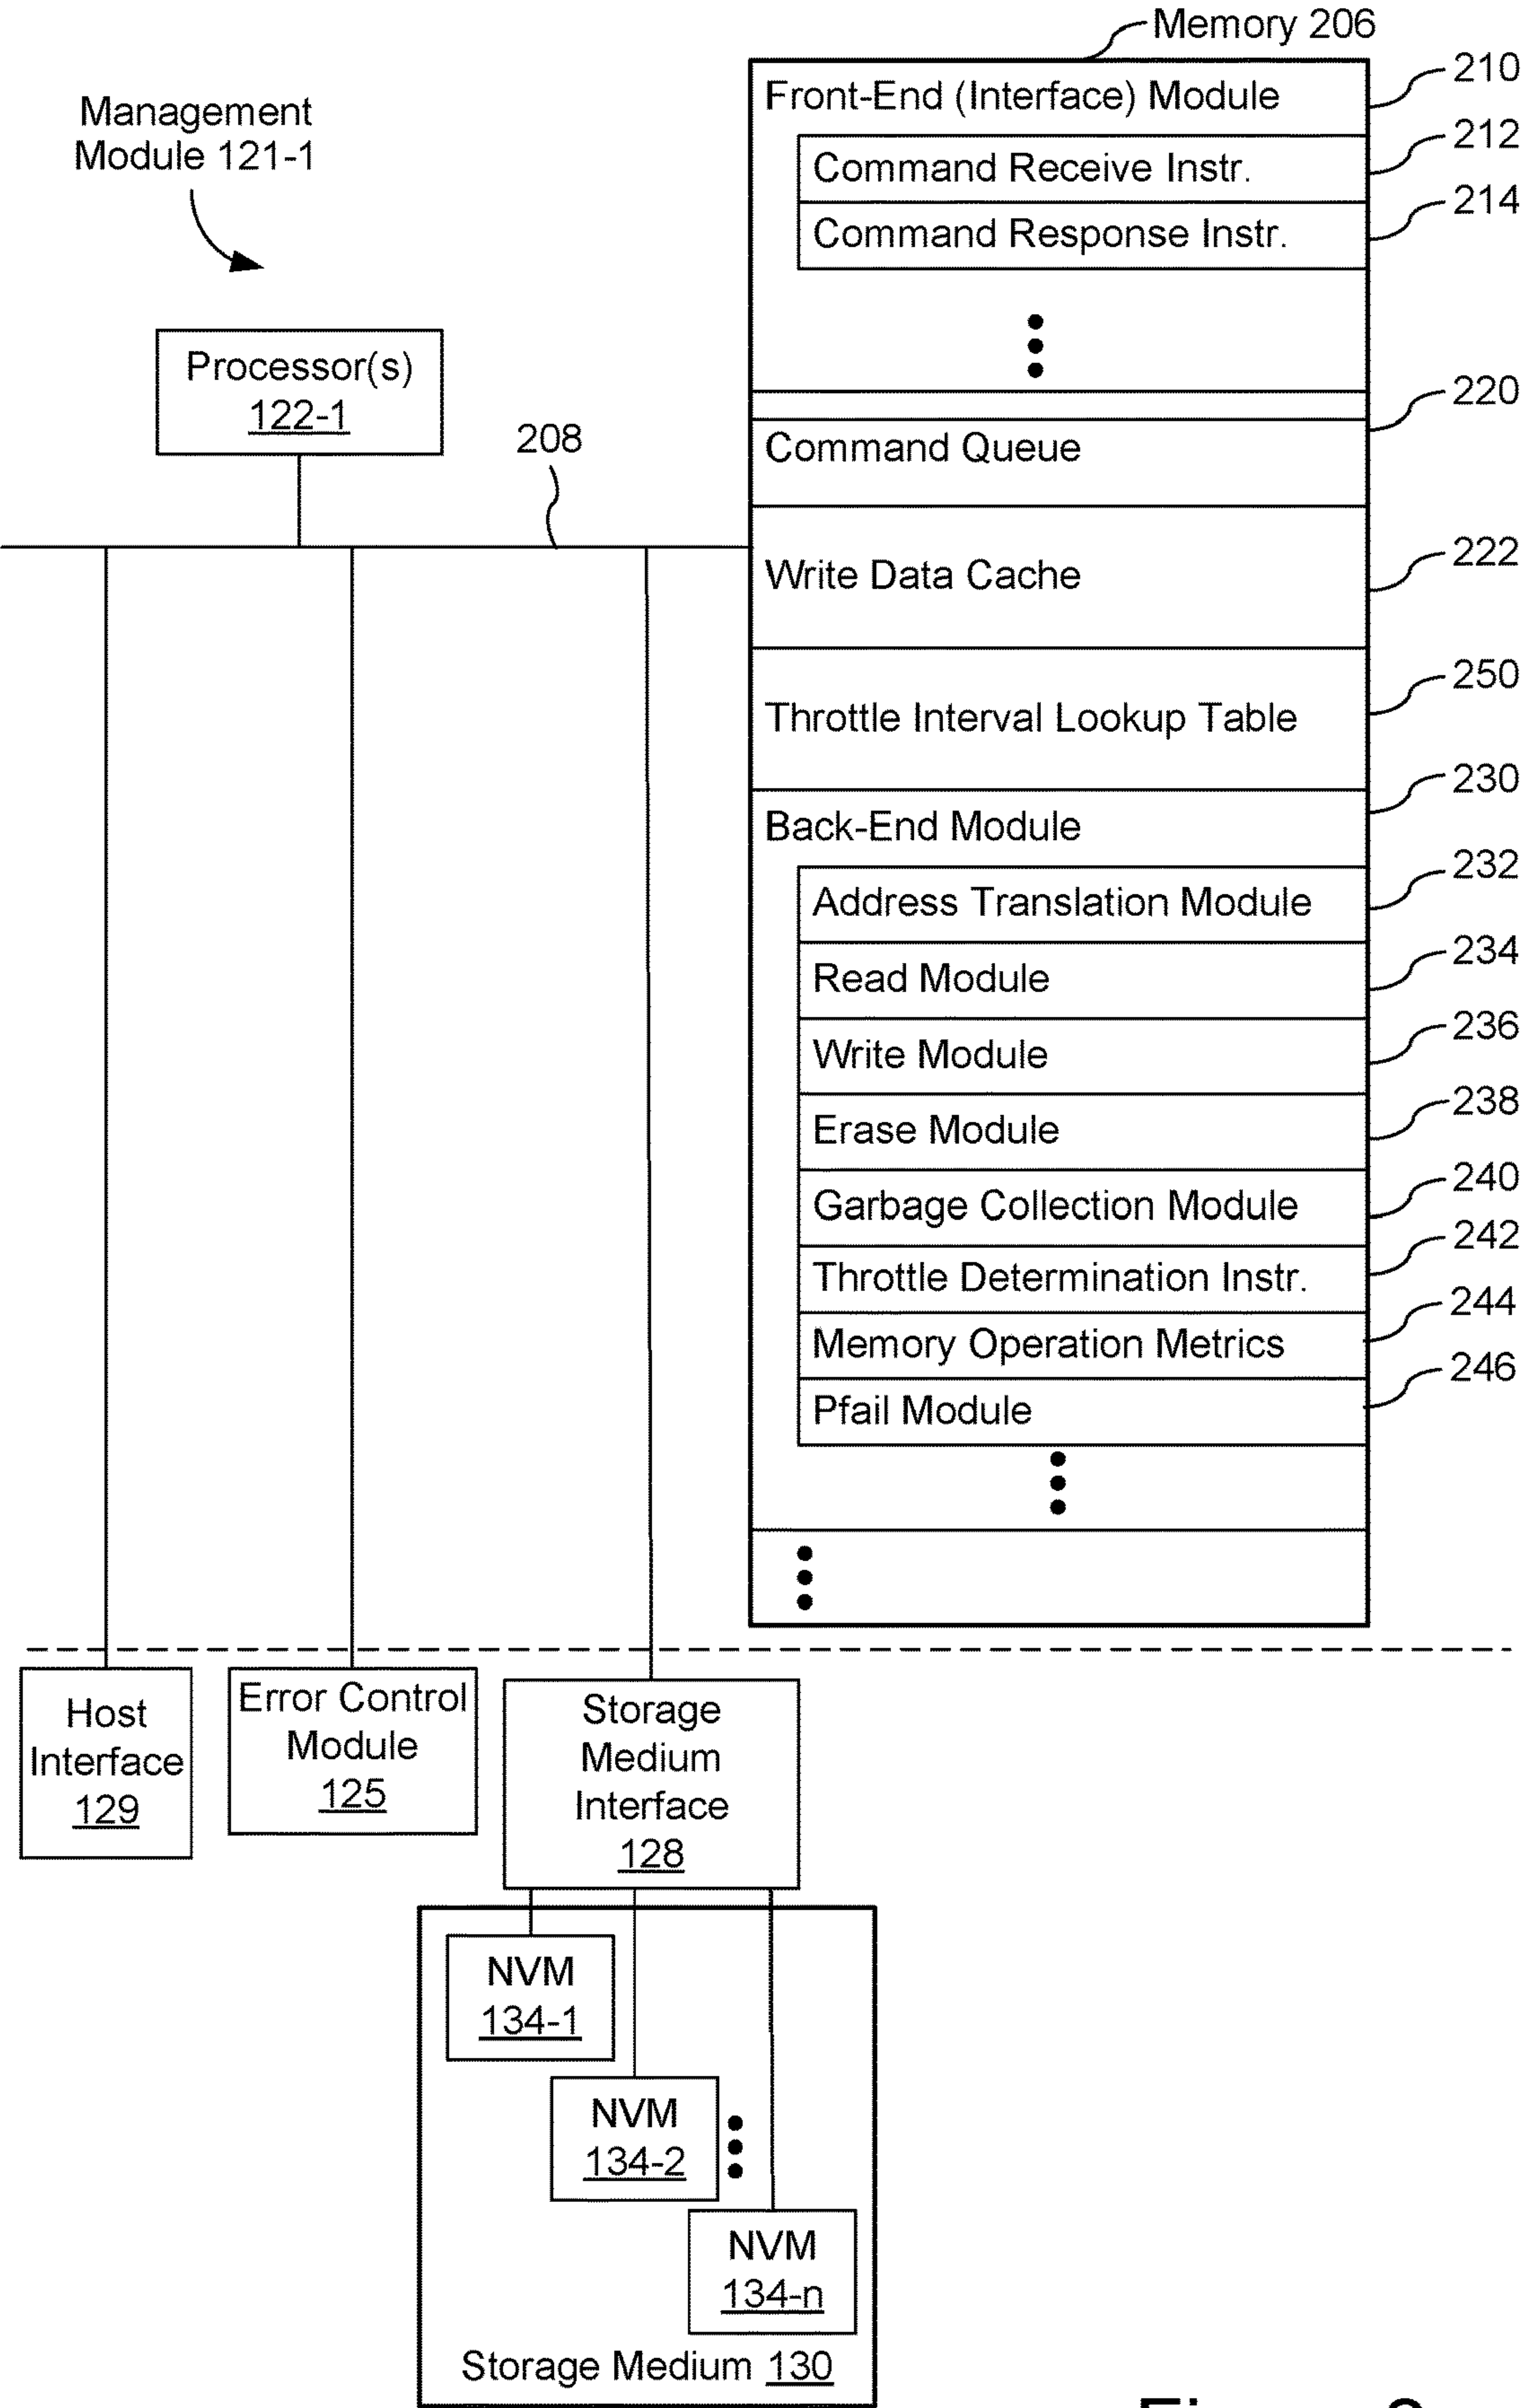 Memory 206
Management
Module 121-1
Front-End (Interface) Module
210
Command Receive Instr.
212
Command Response Instr.
214
Processor(s)
122-1
208
Command Queue
220
Write Data Cache
222
Throttle Interval Lookup Table
250
Back-End Module
230
Address Translation Module
232
Read Module
234
Write Module
236
Erase Module
238
Garbage Collection Module
240
Throttle Determination Instr.
242
Memory Operation Metrics
244
Pfail Module
246
Host
Interface
129
Error Control
Module
125
Storage
Medium
Interface
128
NVM
134-1
NVM
134-2
NVM
134-n
Storage Medium 130